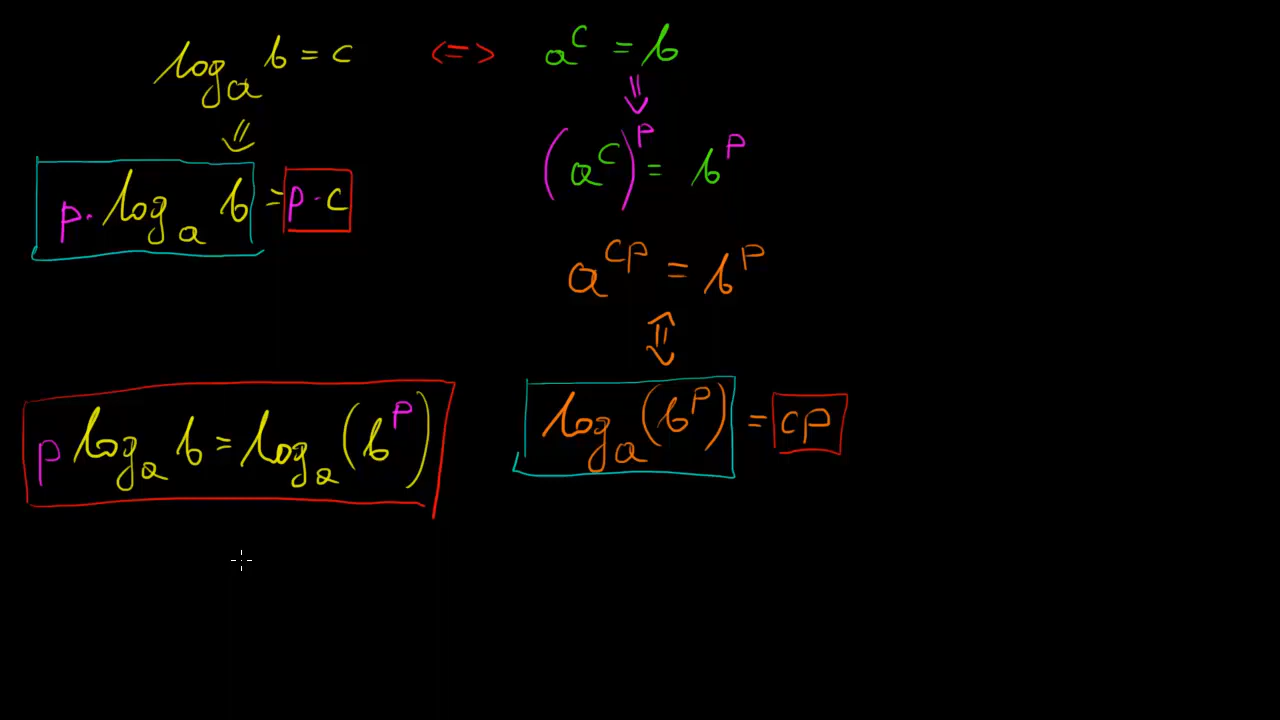 log_a b = c <=> a^c = b
⇓ ⇓
(a^c)^p = b^p
p · log_a b = p · c
a^{cp} = b^p
⇕
log_a (b^p) = cp
p log_a b = log_a (b^p)